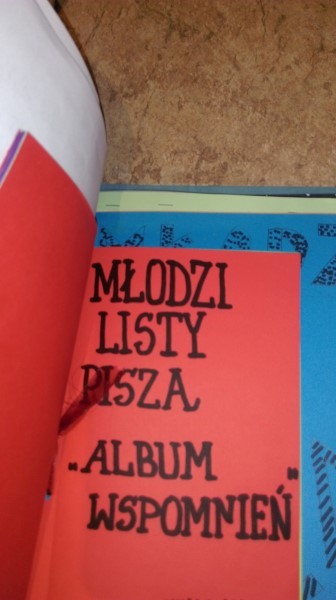 MŁODZI
LISTY
PISZĄ
„ALBUM
WSPOMNIEŃ"